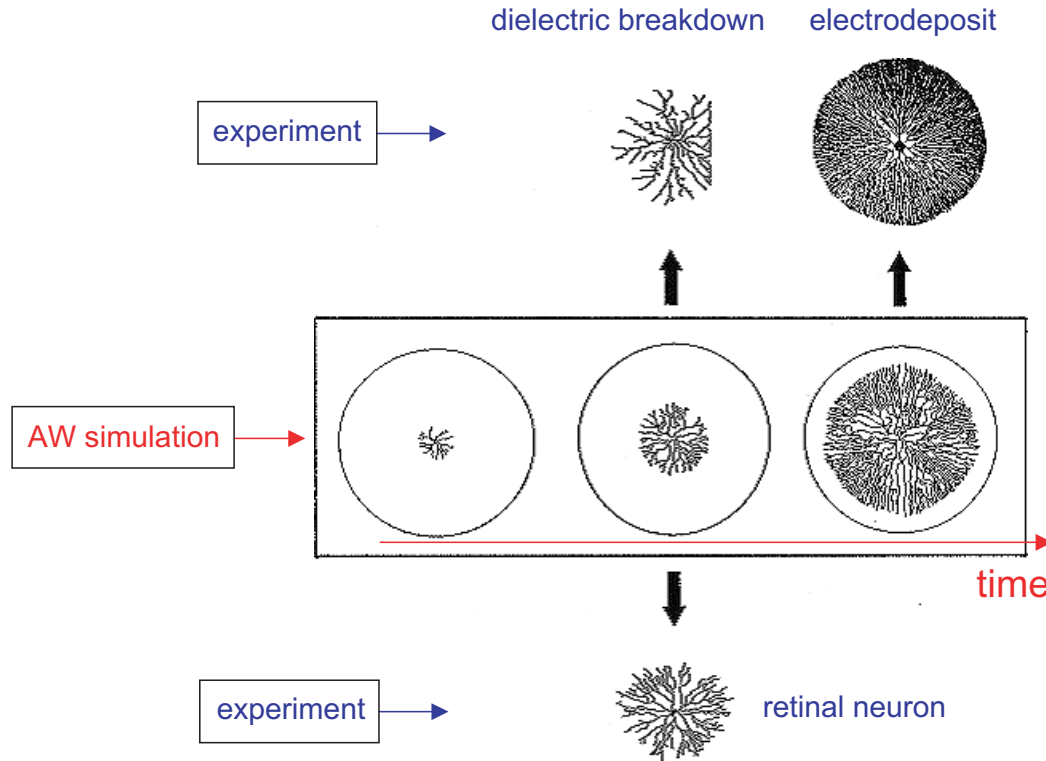 dielectric breakdown electrodeposit
experiment
AW simulation
time
experiment
retinal neuron